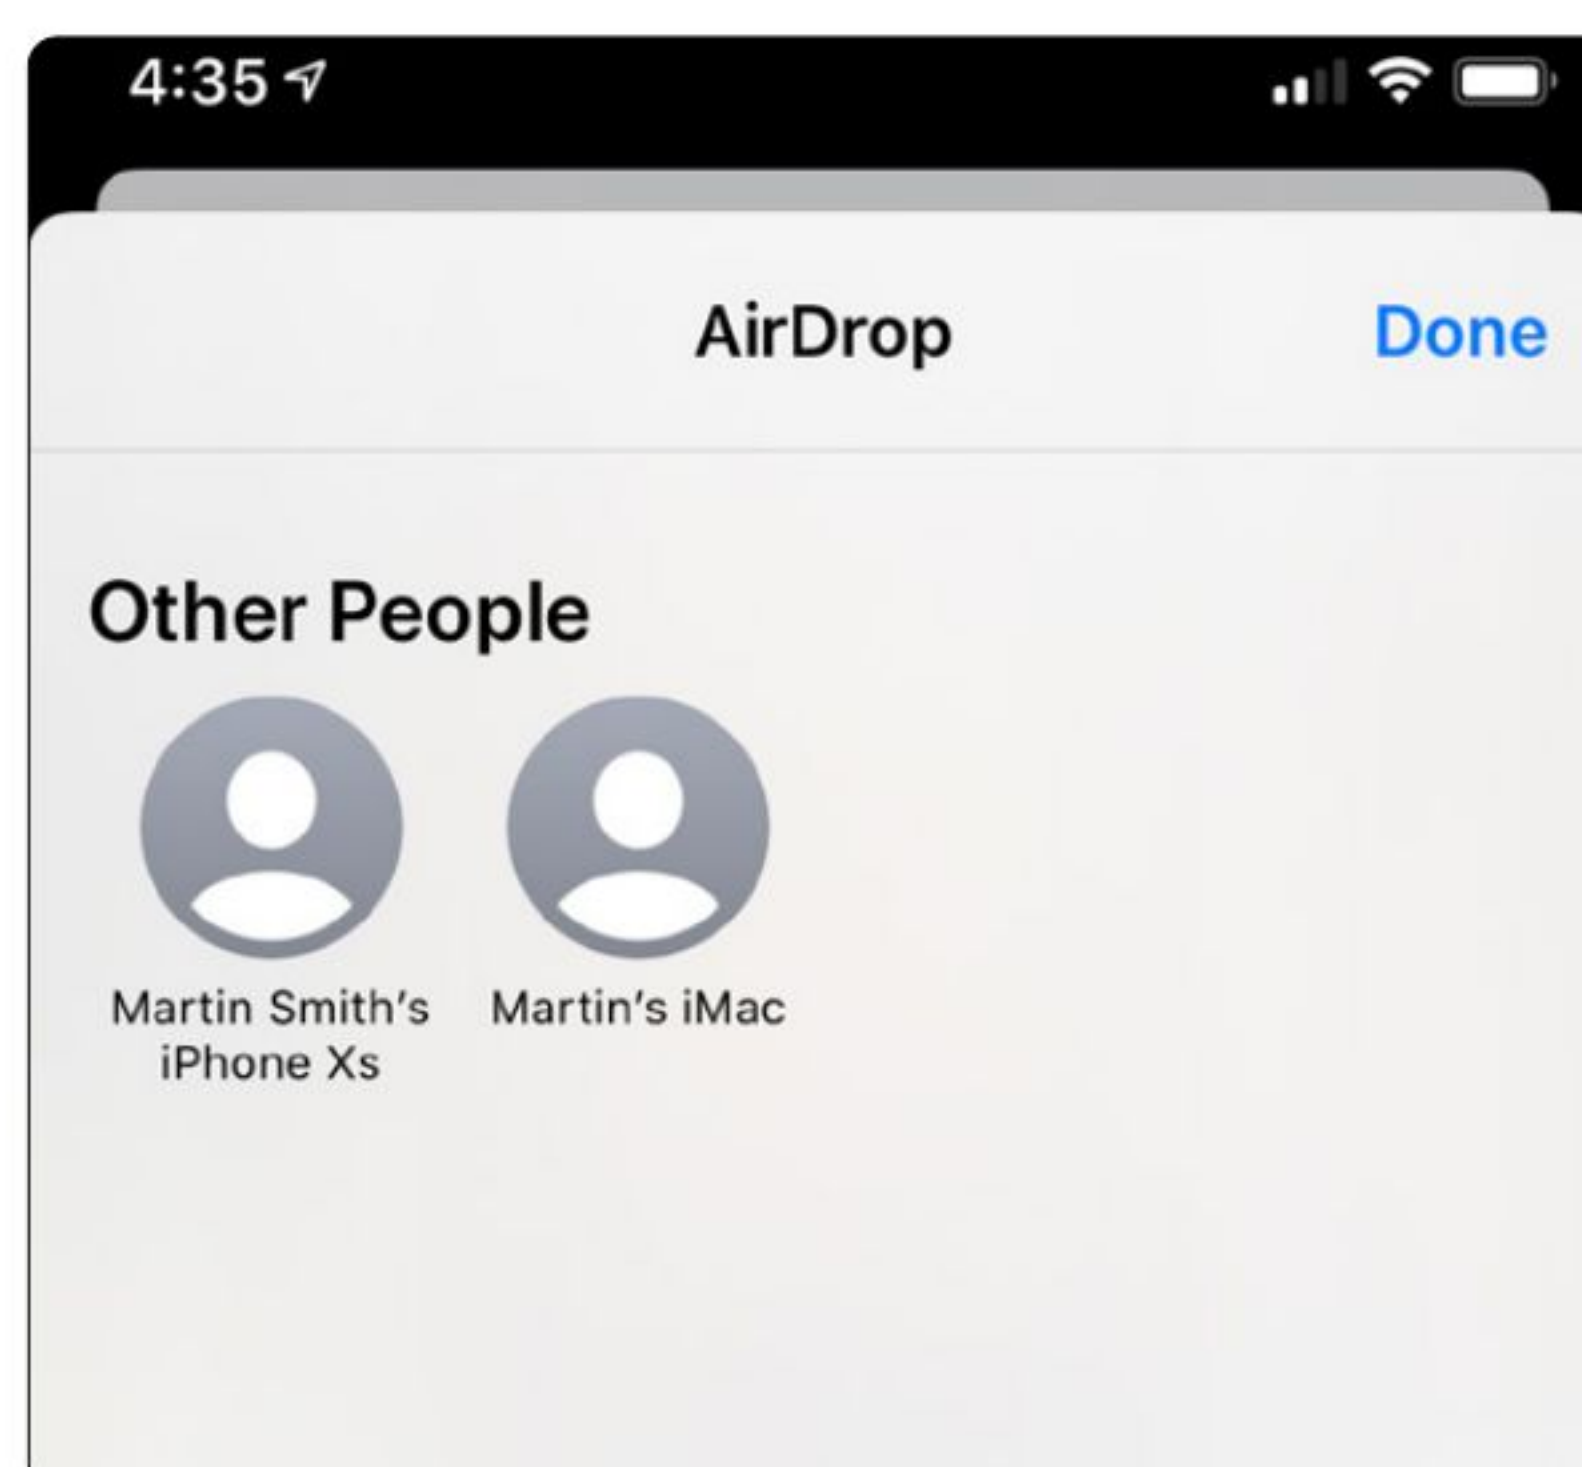 4:35
AirDrop
Done
Other People
Martin Smith’s
iPhone Xs
Martin’s iMac